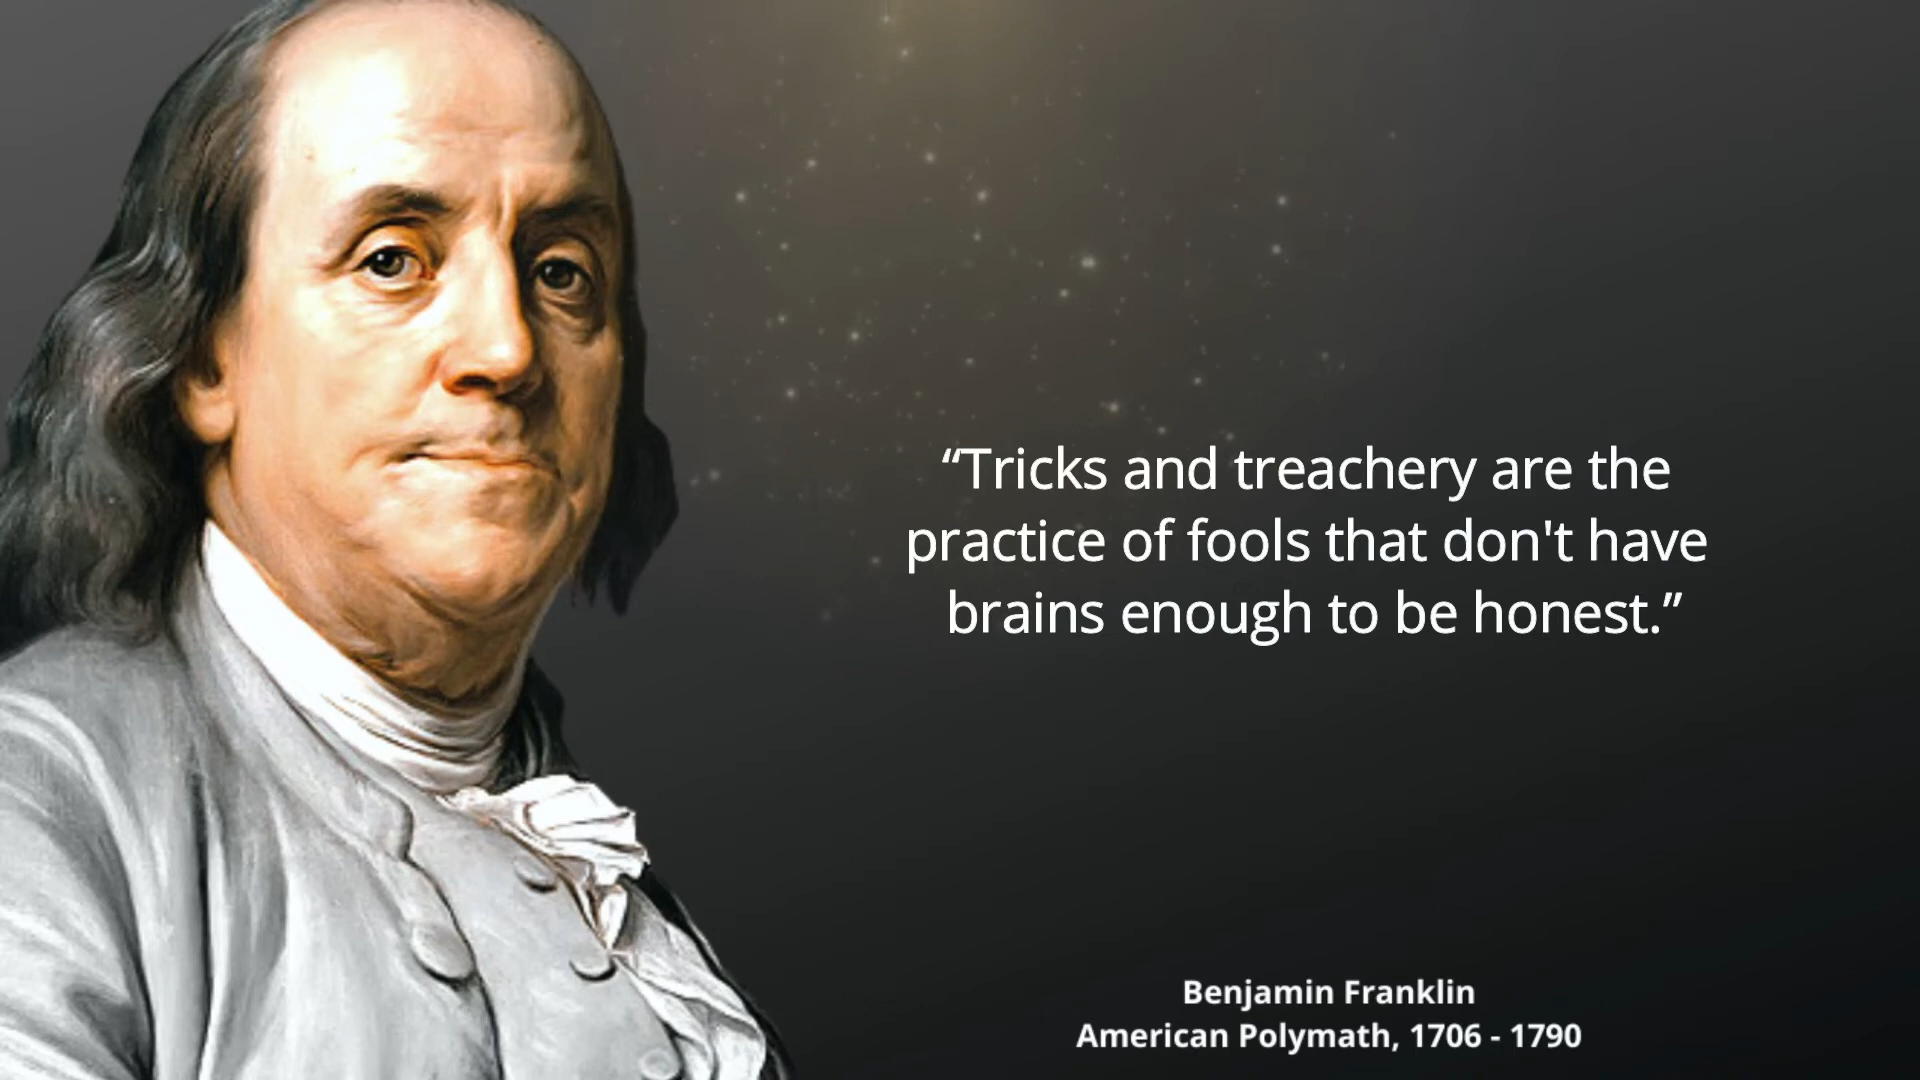 “Tricks and treachery are the
practice of fools that don't have
brains enough to be honest.”
Benjamin Franklin
American Polymath, 1706 - 1790